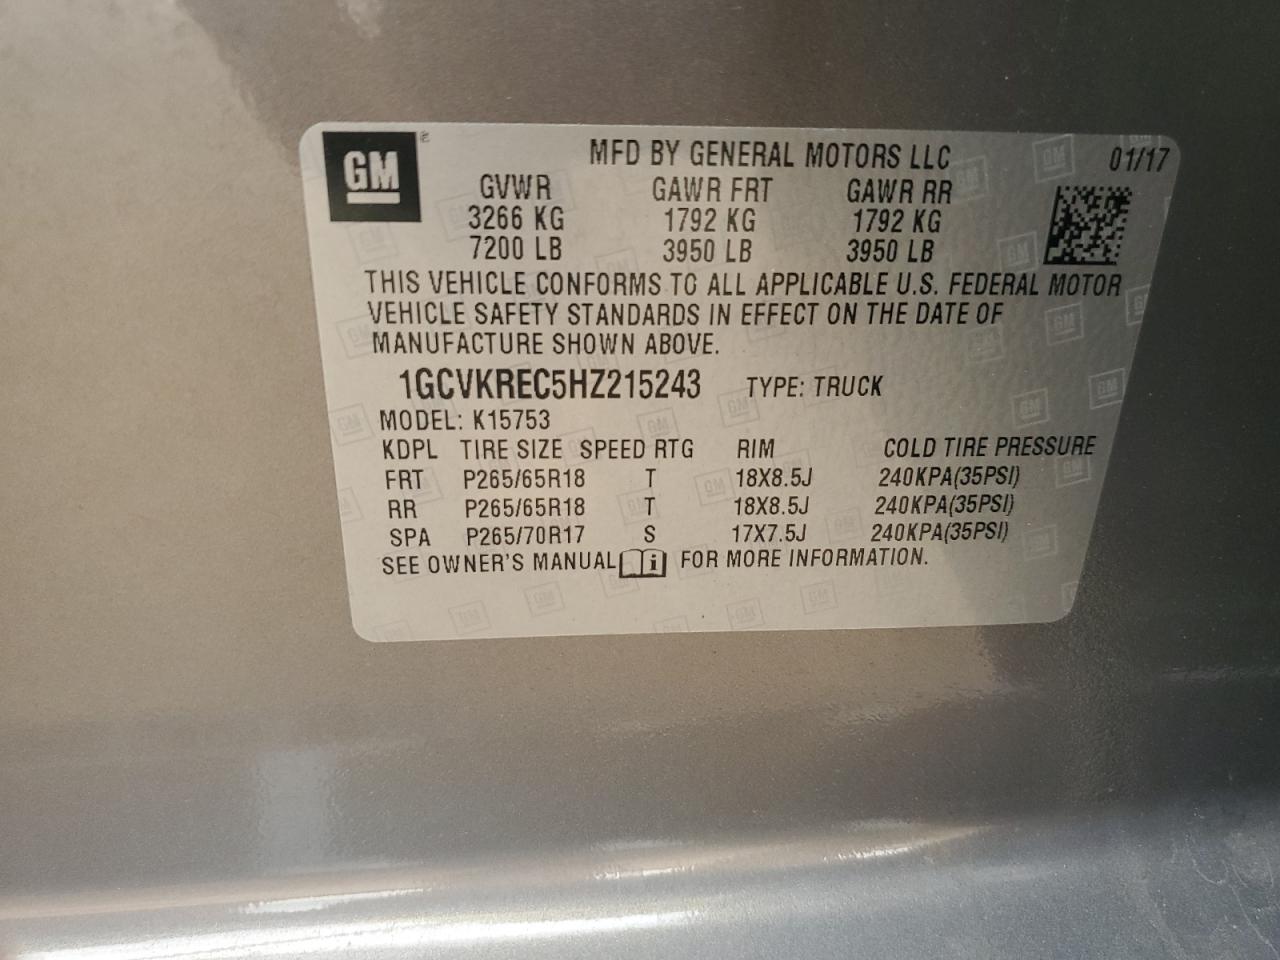 GM ®
MFD BY GENERAL MOTORS LLC 01/17
GVWR GAWR FRT GAWR RR
3266 KG 1792 KG 1792 KG
7200 LB 3950 LB 3950 LB
THIS VEHICLE CONFORMS TO ALL APPLICABLE U.S. FEDERAL MOTOR
VEHICLE SAFETY STANDARDS IN EFFECT ON THE DATE OF
MANUFACTURE SHOWN ABOVE.
1GCVKREC5HZ215243 TYPE: TRUCK
MODEL: K15753
KDPL TIRE SIZE SPEED RTG RIM COLD TIRE PRESSURE
FRT P265/65R18 T 18X8.5J 240KPA(35PSI)
RR P265/65R18 T 18X8.5J 240KPA(35PSI)
SPA P265/70R17 S 17X7.5J 240KPA(35PSI)
SEE OWNER'S MANUAL i FOR MORE INFORMATION.